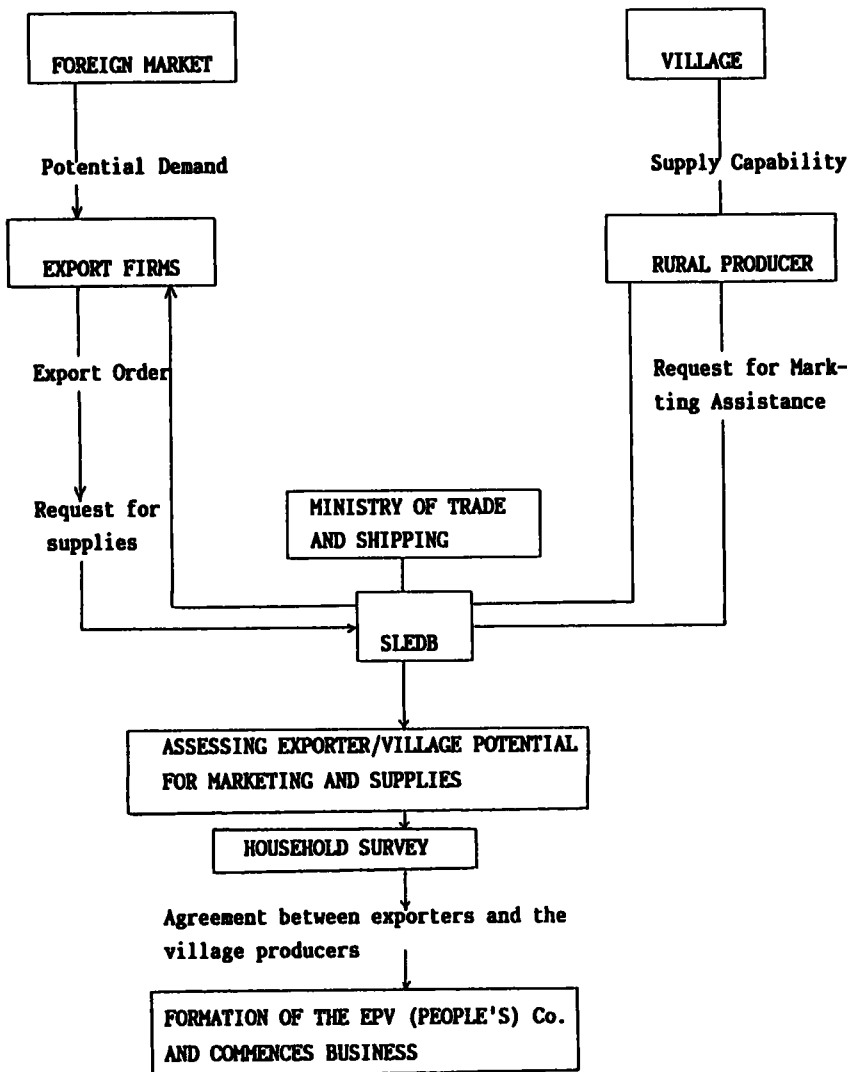 FOREIGN MARKET
VILLAGE
Potential Demand
Supply Capability
EXPORT FIRMS
RURAL PRODUCER
Export Order
Request for Mark-
ting Assistance
Request for
supplies
MINISTRY OF TRADE
AND SHIPPING
SLEDB
ASSESSING EXPORTER/VILLAGE POTENTIAL
FOR MARKETING AND SUPPLIES
HOUSEHOLD SURVEY
Agreement between exporters and the
village producers
FORMATION OF THE EPV (PEOPLE'S) Co.
AND COMMENCES BUSINESS